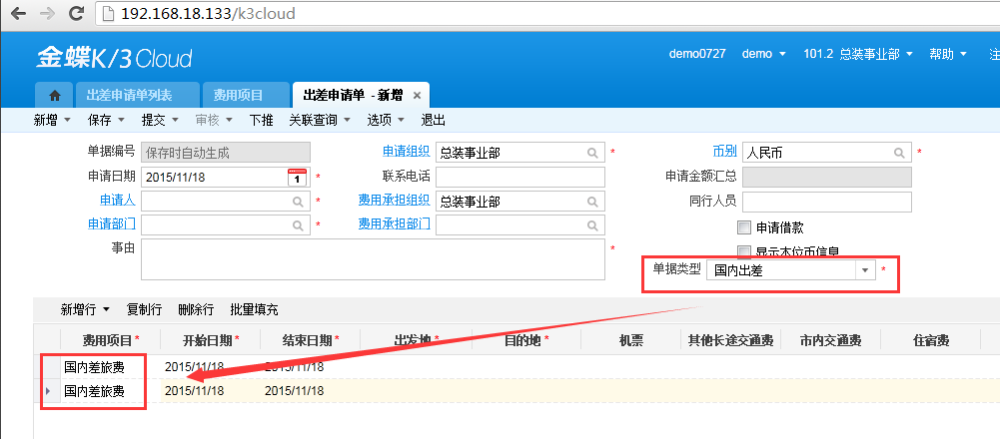 192.168.18.133/k3cloud
金蝶K/3 Cloud
demo0727 demo 101.2 总装事业部 帮助 注
出差申请单列表 费用项目 出差申请单 - 新增 ×
新增 保存 提交 审核 下推 关联查询 选项 退出
单据编号 保存时自动生成 申请组织 总装事业部 * 币别 人民币 *
申请日期 2015/11/18 1 * 联系电话 申请金额汇总
申请人 * 费用承担组织 总装事业部 同行人员
申请部门 * 费用承担部门 申请借款
事由 * 显示本位币信息
单据类型 国内出差 *
新增行 复制行 删除行 批量填充
费用项目 * 开始日期 * 结束日期 * 出发地 * 目的地 * 机票 其他长途交通费 市内交通费 住宿费
国内差旅费 2015/11/18 2015/11/18
国内差旅费 2015/11/18 2015/11/18